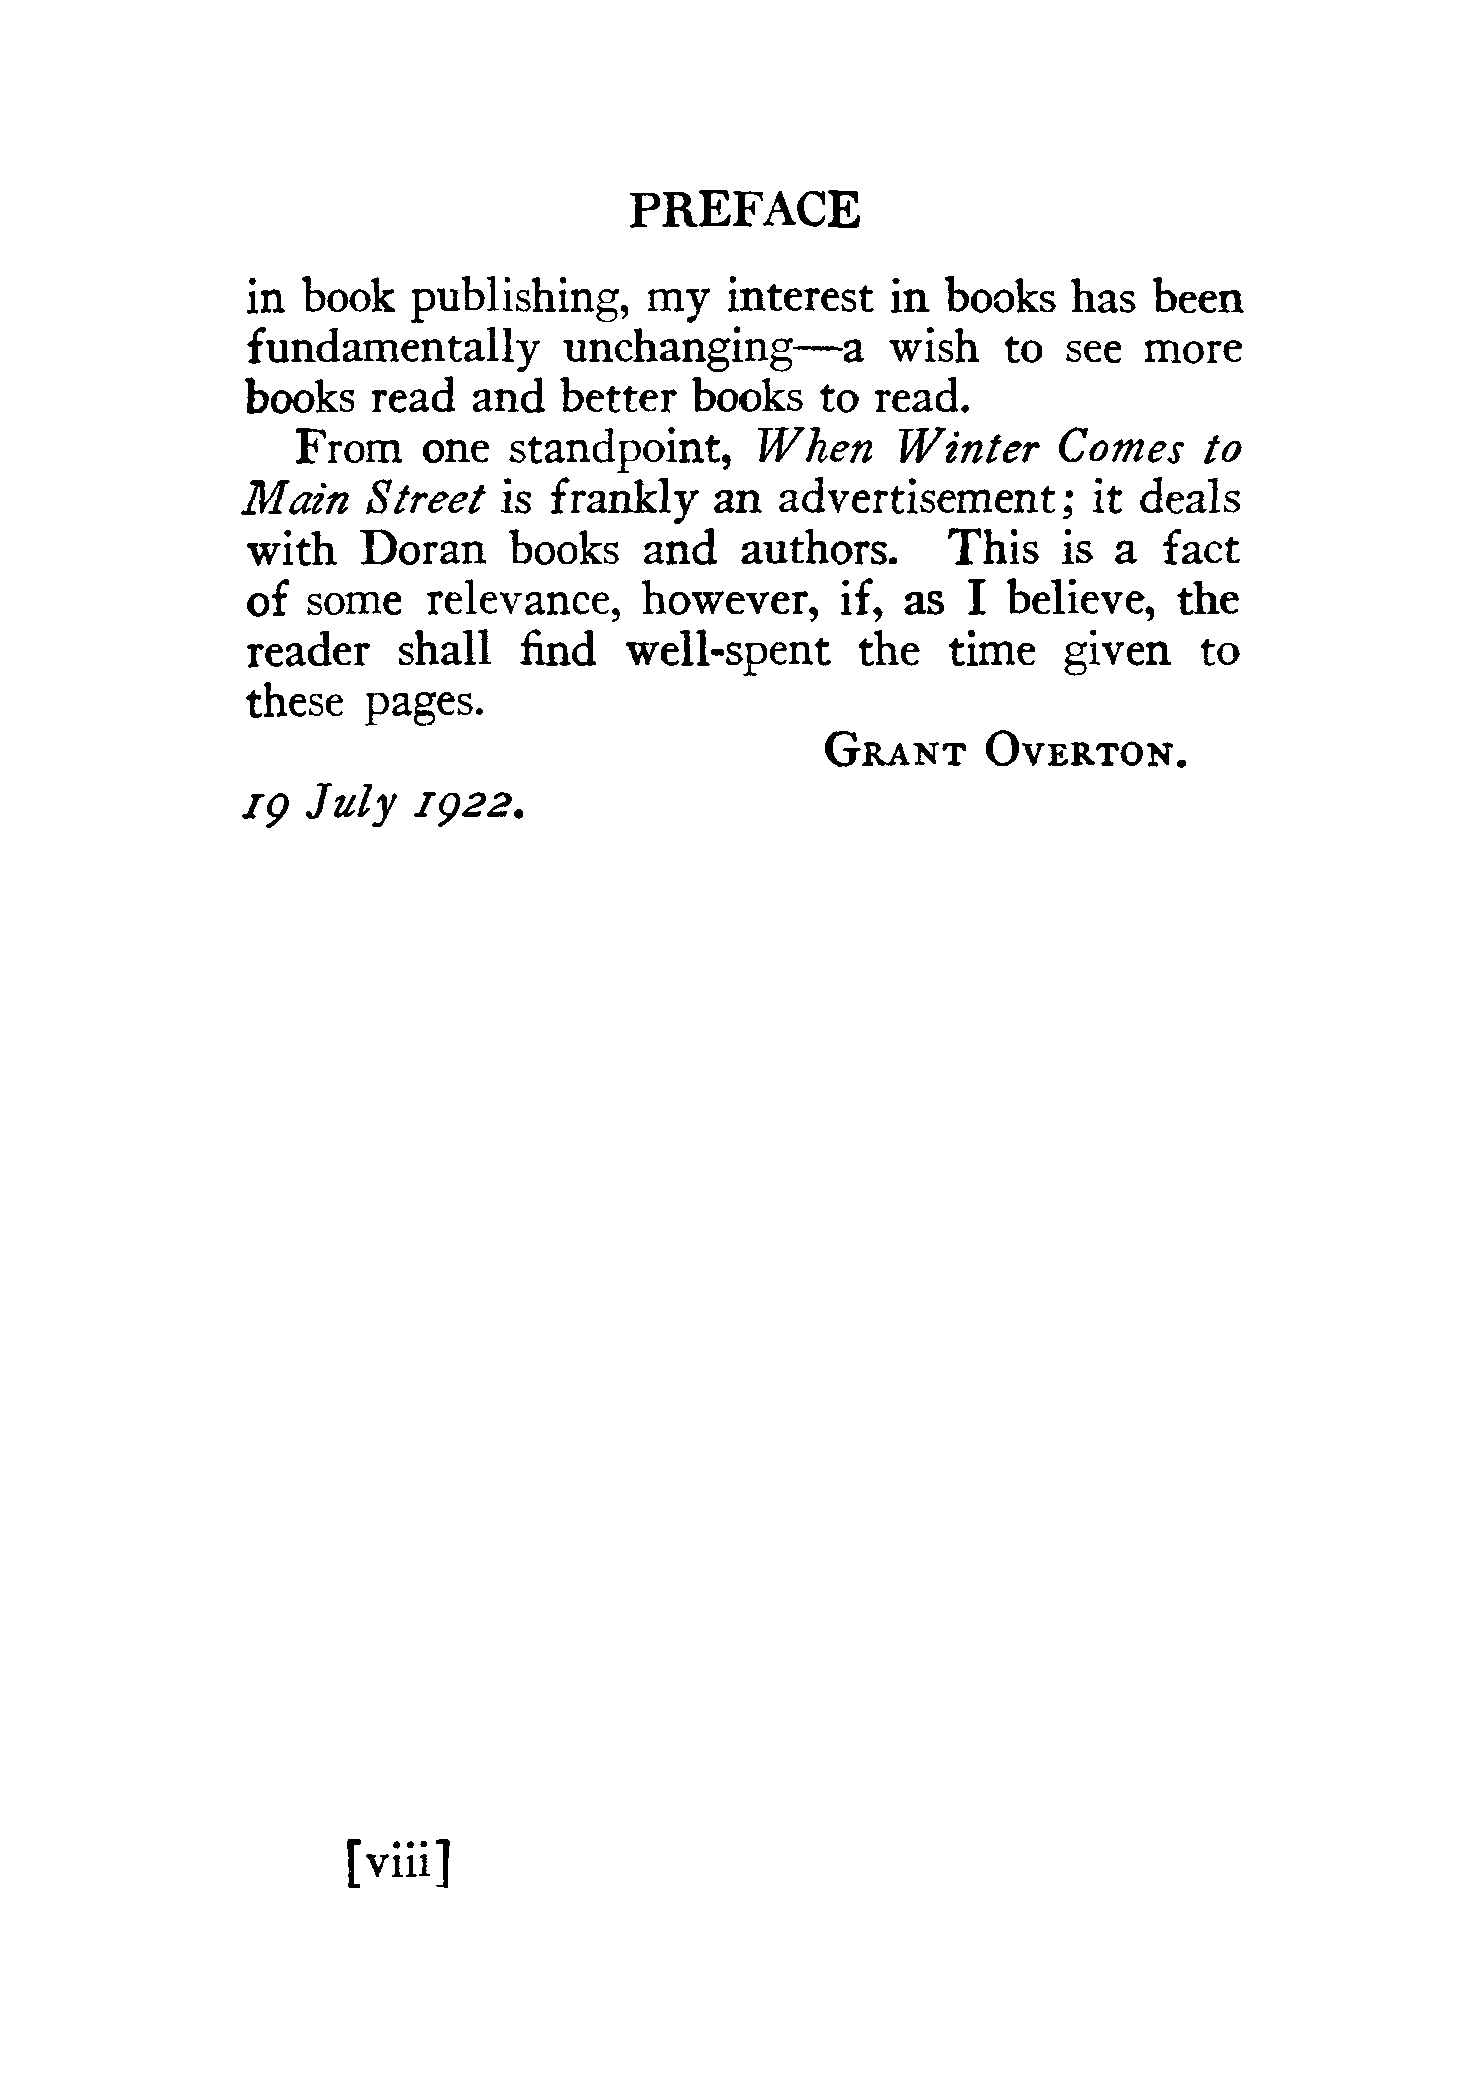 PREFACE
in book publishing, my interest in books has been
fundamentally unchanging—a wish to see more
books read and better books to read.
From one standpoint, When Winter Comes to
Main Street is frankly an advertisement; it deals
with Doran books and authors. This is a fact
of some relevance, however, if, as I believe, the
reader shall find well-spent the time given to
these pages.
GRANT OVERTON.
19 July 1922.
[viii]